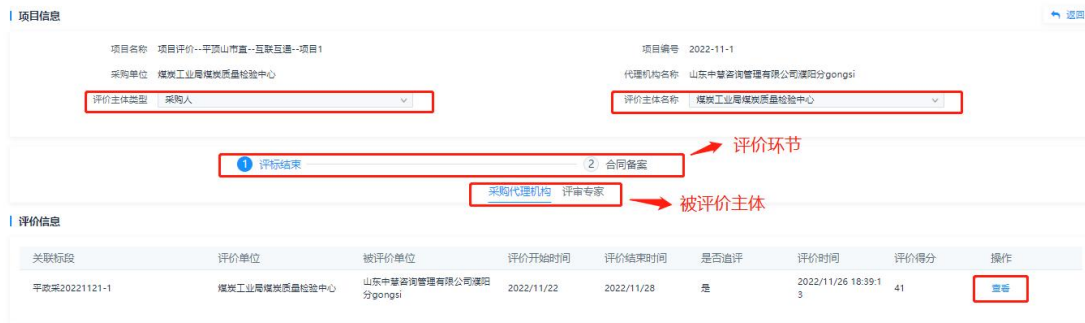 项目信息
返回
项目名称 项目评价--平顶山市直--互联互通--项目1 项目编号 2022-11-1
采购单位 煤炭工业局煤炭质量检验中心 代理机构名称 山东中慧咨询管理有限公司濮阳分gongsi
评价主体类型 采购人 评价主体名称 煤炭工业局煤炭质量检验中心
评价环节
1 评标结束 2 合同备案
采购代理机构 评审专家
被评价主体
评价信息
关联标段 评价单位 被评价单位 评价开始时间 评价结束时间 是否追评 评价时间 评价得分 操作
平政采20221121-1 煤炭工业局煤炭质量检验中心 山东中慧咨询管理有限公司濮阳 2022/11/22 2022/11/28 是 2022/11/26 18:39:1 41 查看
分gongsi 3